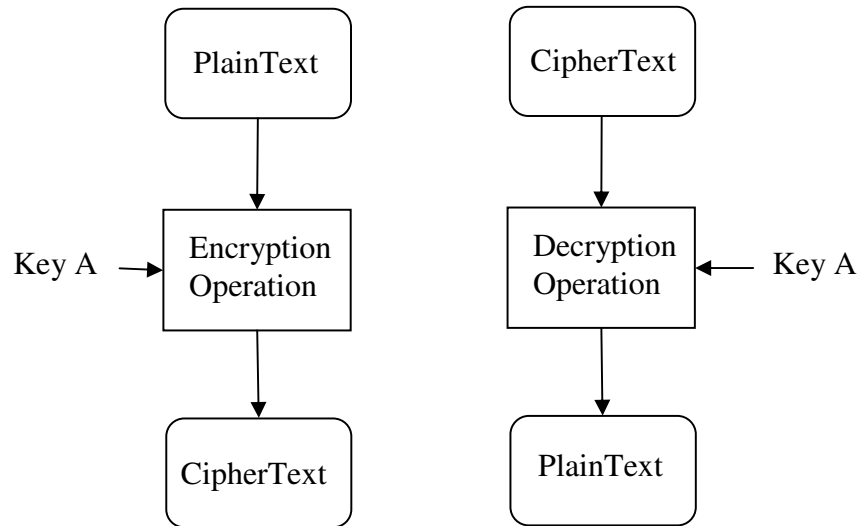 PlainText
CipherText
Key A
Encryption
Operation
Decryption
Operation
Key A
CipherText
PlainText